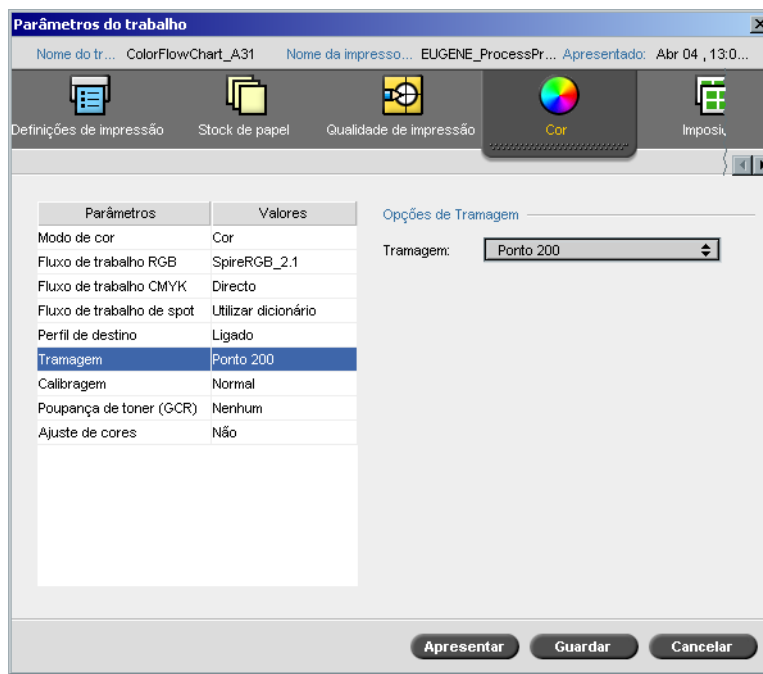 Parâmetros do trabalho
Nome do tr... ColorFlowChart_A31 Nome da impresso... EUGENE_ProcessPr... Apresentado: Abr 04 , 13:0...
Definições de impressão Stock de papel Qualidade de impressão Cor Imposi
Parâmetros Valores Opções de Tramagem
Modo de cor Cor
Tramagem: Ponto 200
Fluxo de trabalho RGB SpireRGB_2.1
Fluxo de trabalho CMYK Directo
Fluxo de trabalho de spot Utilizar dicionário
Perfil de destino Ligado
Tramagem Ponto 200
Calibragem Normal
Poupança de toner (GCR) Nenhum
Ajuste de cores Não
Apresentar Guardar Cancelar